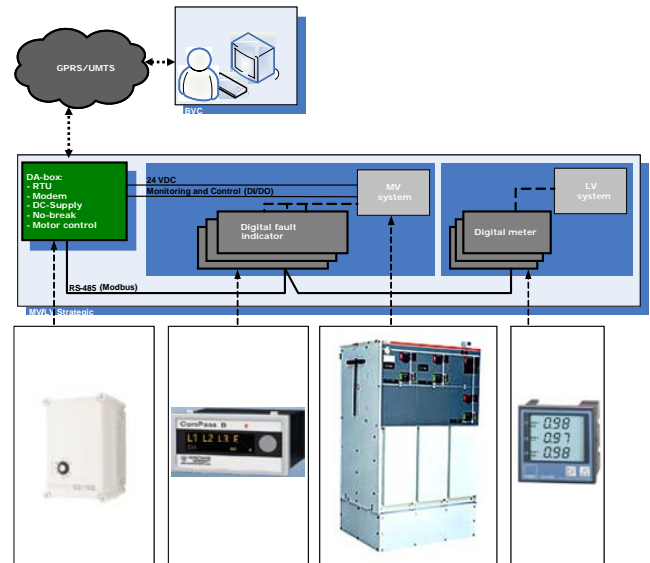 GPRS/UMTS
BVC
DA-box:
- RTU
- Modem
- DC-Supply
- No-break
- Motor control
24 VDC
Monitoring and Control (DI/DO)
MV
system
LV
system
Digital fault
indicator
Digital meter
RS-485 (Modbus)
MV/LV Strategic
ComPass B
L1 L2 L3 E
0.98
0.97
0.98